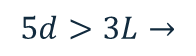 5d > 3L →